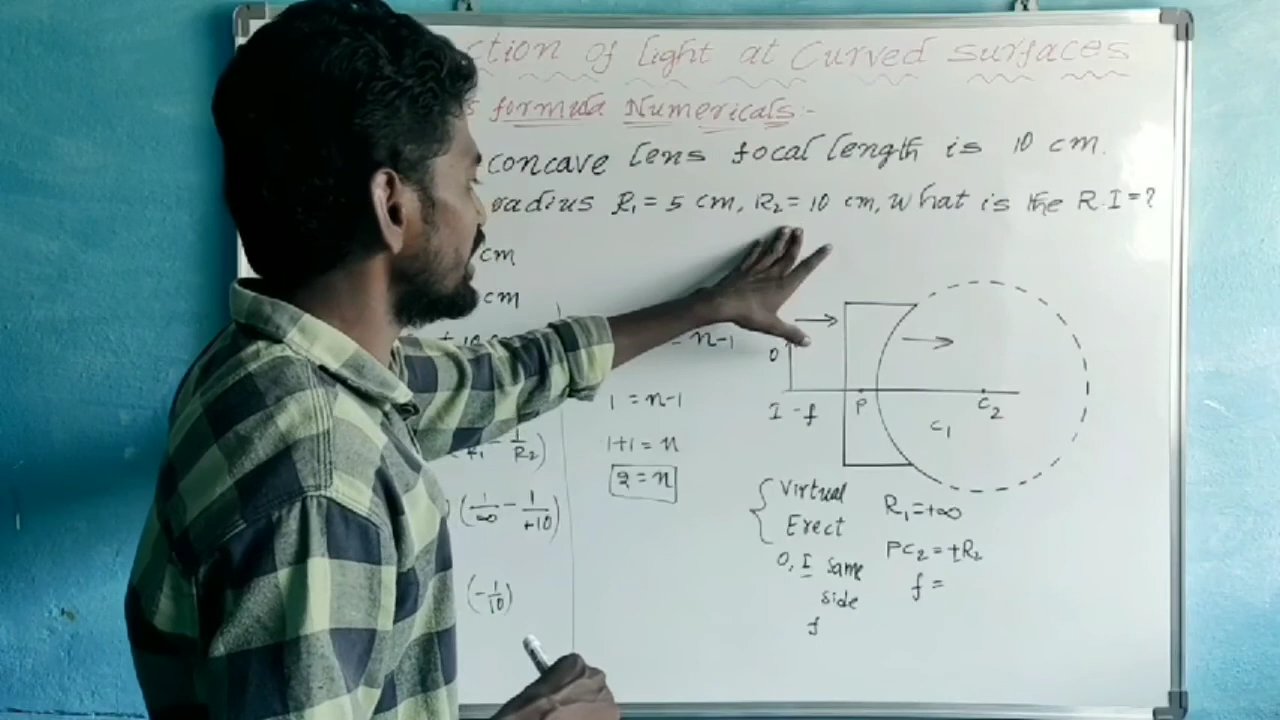 ction of light at Curved surfaces
formula Numericals:-
concave lens focal length is 10 cm.
radius R₁ = 5 cm, R₂ = 10 cm, What is the R.I = ?
cm
cm
= n-1
1 = n-1
1+1 = n
2 = n
- 1/R₂)
(1/∞ - 1/+10)
(-1/10)
O
I -f P C₁ C₂
Virtual
Erect
O, I same
side
f
R₁ = +∞
PC₂ = +R₂
f =